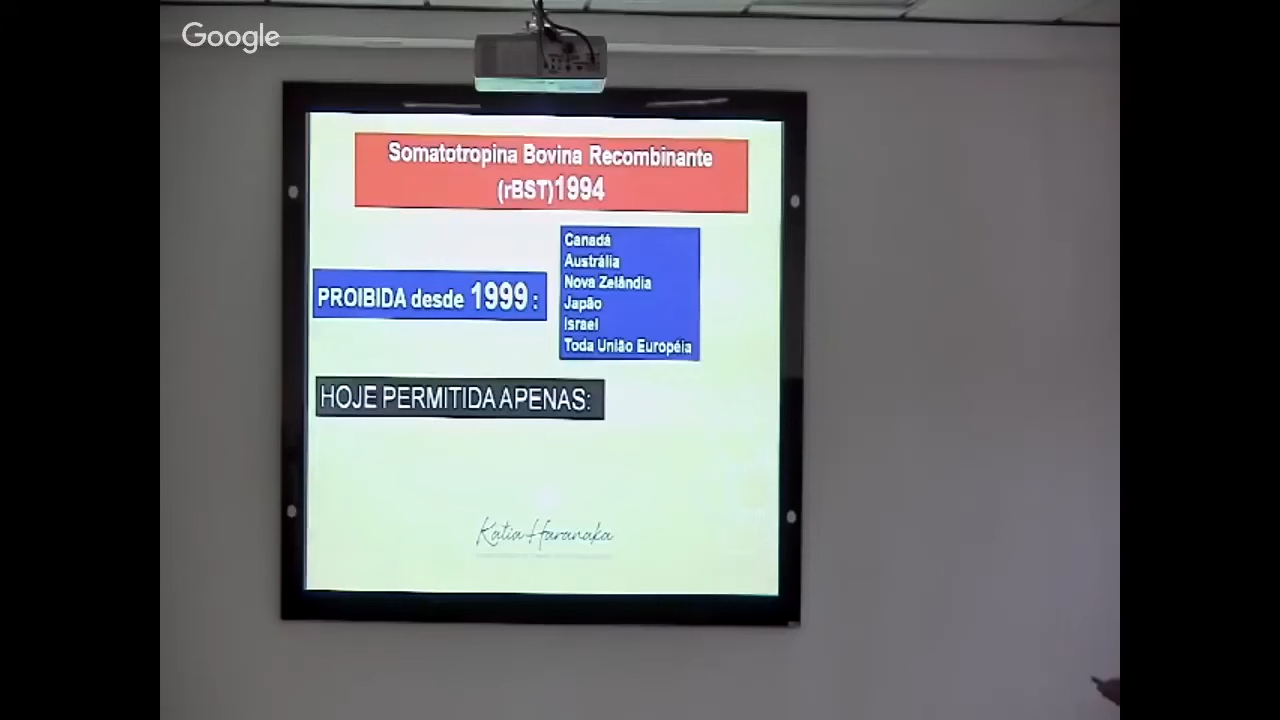 Google
Somatotropina Bovina Recombinante
(rBST)1994
PROIBIDA desde 1999 :
Canadá
Austrália
Nova Zelândia
Japão
Israel
Toda União Européia
HOJE PERMITIDA APENAS:
Katia Haranaka